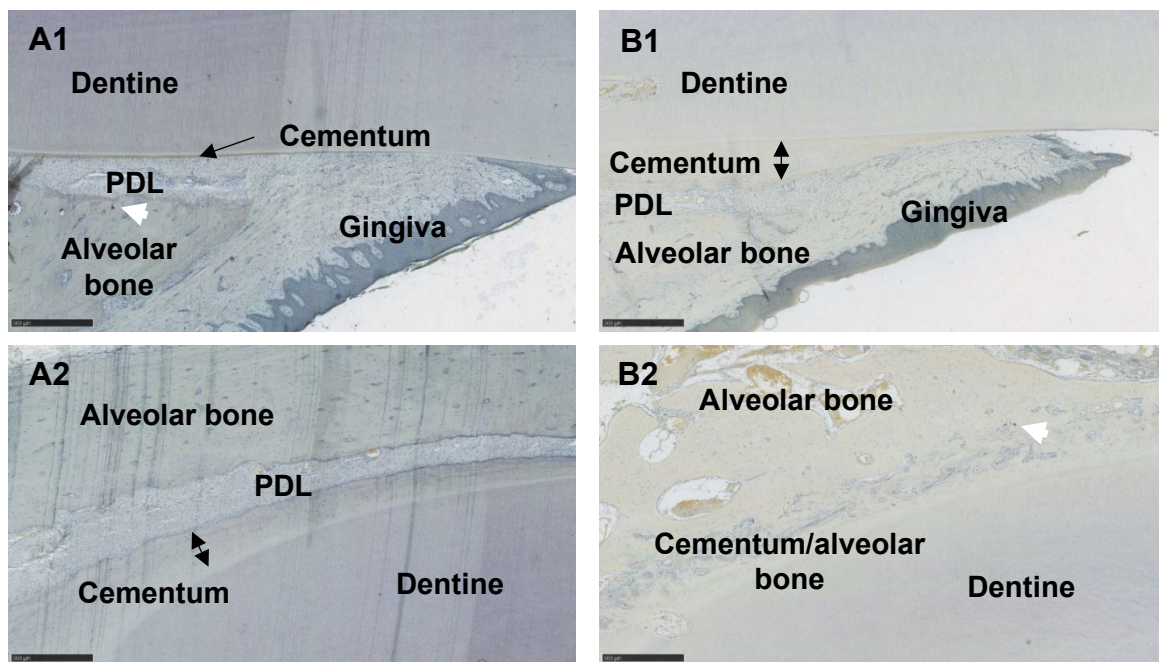 A1
Dentine
Cementum
PDL
Gingiva
Alveolar
bone
B1
Dentine
Cementum
PDL
Gingiva
Alveolar bone
A2
Alveolar bone
PDL
Cementum
Dentine
B2
Alveolar bone
Cementum/alveolar
bone
Dentine